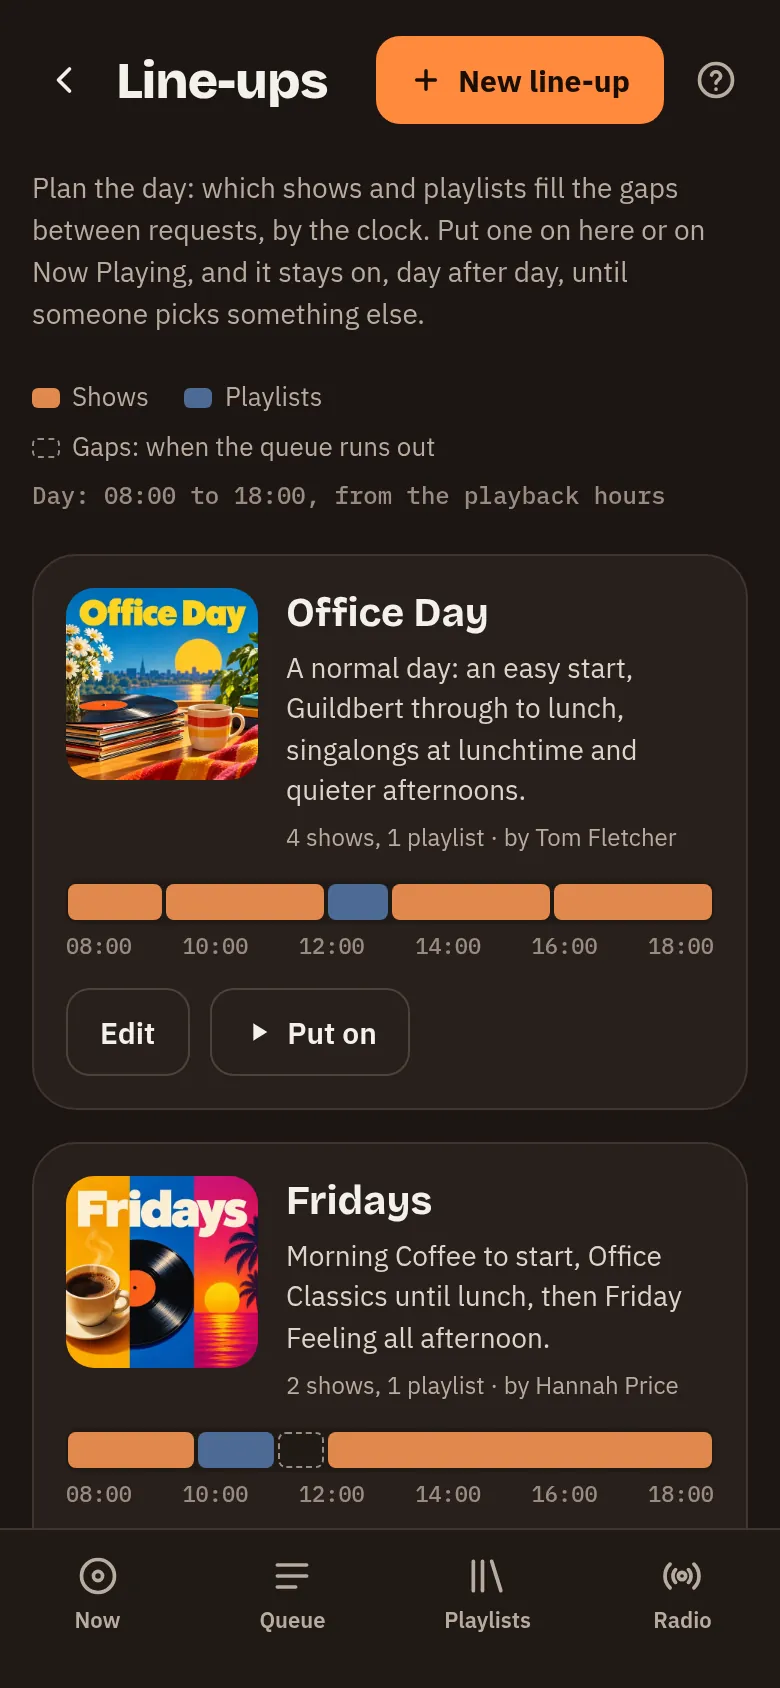 Line-ups
+ New line-up
Plan the day: which shows and playlists fill the gaps
between requests, by the clock. Put one on here or on
Now Playing, and it stays on, day after day, until
someone picks something else.
Shows
Playlists
Gaps: when the queue runs out
Day: 08:00 to 18:00, from the playback hours
Office Day
Office Day
A normal day: an easy start,
Guildbert through to lunch,
singalongs at lunchtime and
quieter afternoons.
4 shows, 1 playlist · by Tom Fletcher
08:00 10:00 12:00 14:00 16:00 18:00
Edit
Put on
Fridays
Fridays
Morning Coffee to start, Office
Classics until lunch, then Friday
Feeling all afternoon.
2 shows, 1 playlist · by Hannah Price
08:00 10:00 12:00 14:00 16:00 18:00
Now
Queue
Playlists
Radio